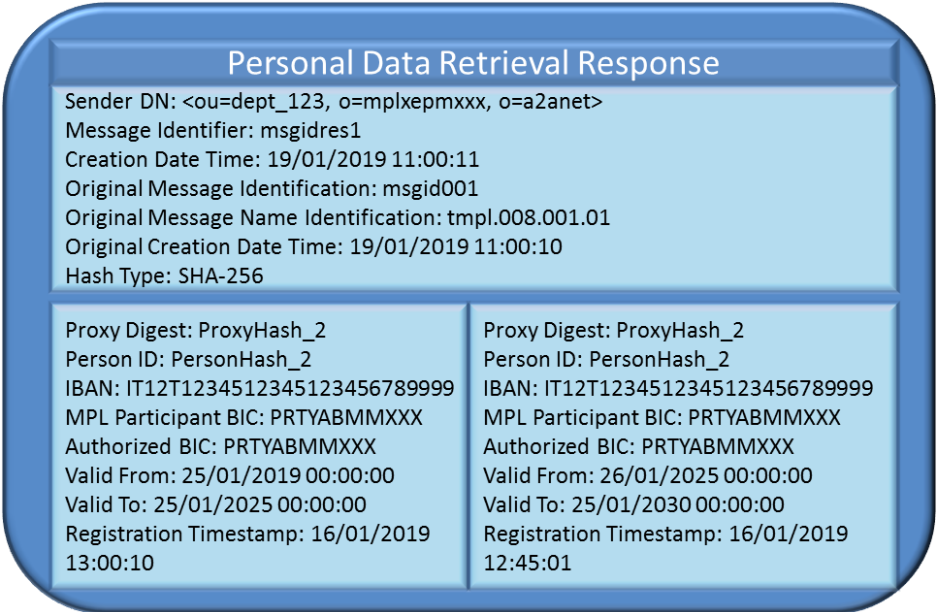 Personal Data Retrieval Response
Sender DN: <ou=dept_123, o=mplxepmxxx, o=a2anet>
Message Identifier: msgidres1
Creation Date Time: 19/01/2019 11:00:11
Original Message Identification: msgid001
Original Message Name Identification: tmpl.008.001.01
Original Creation Date Time: 19/01/2019 11:00:10
Hash Type: SHA-256
Proxy Digest: ProxyHash_2
Person ID: PersonHash_2
IBAN: IT12T1234512345123456789999
MPL Participant BIC: PRTYABMMXXX
Authorized BIC: PRTYABMMXXX
Valid From: 25/01/2019 00:00:00
Valid To: 25/01/2025 00:00:00
Registration Timestamp: 16/01/2019
13:00:10
Proxy Digest: ProxyHash_2
Person ID: PersonHash_2
IBAN: IT12T1234512345123456789999
MPL Participant BIC: PRTYABMMXXX
Authorized BIC: PRTYABMMXXX
Valid From: 26/01/2025 00:00:00
Valid To: 25/01/2030 00:00:00
Registration Timestamp: 16/01/2019
12:45:01